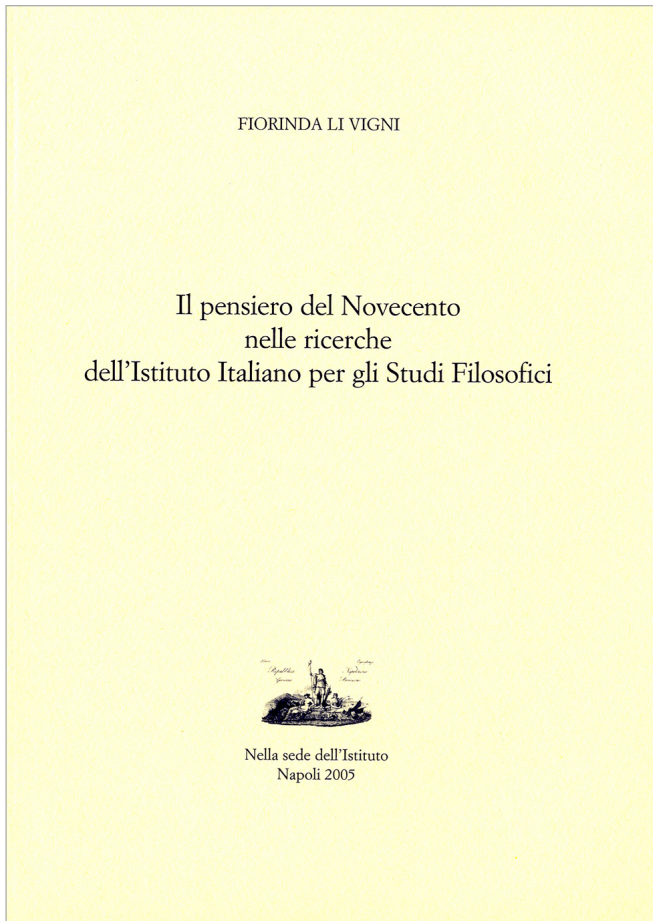 FIORINDA LI VIGNI
Il pensiero del Novecento
nelle ricerche
dell'Istituto Italiano per gli Studi Filosofici
Repubblica
Nella sede dell'Istituto
Napoli 2005